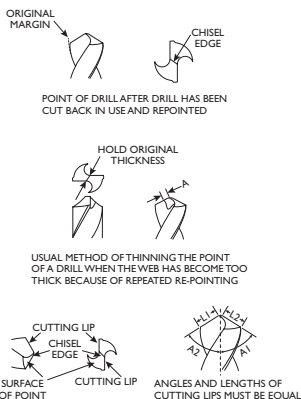 ORIGINAL
MARGIN
CHISEL
EDGE
POINT OF DRILL AFTER DRILL HAS BEEN
CUT BACK IN USE AND REPOINTED
HOLD ORIGINAL
THICKNESS
A
USUAL METHOD OF THINNING THE POINT
OF A DRILL WHEN THE WEB HAS BECOME TOO
THICK BECAUSE OF REPEATED RE-POINTING
CUTTING LIP
CHISEL
EDGE
SURFACE
OF POINT
CUTTING LIP
L1 L2
A2 A1
ANGLES AND LENGTHS OF
CUTTING LIPS MUST BE EQUAL